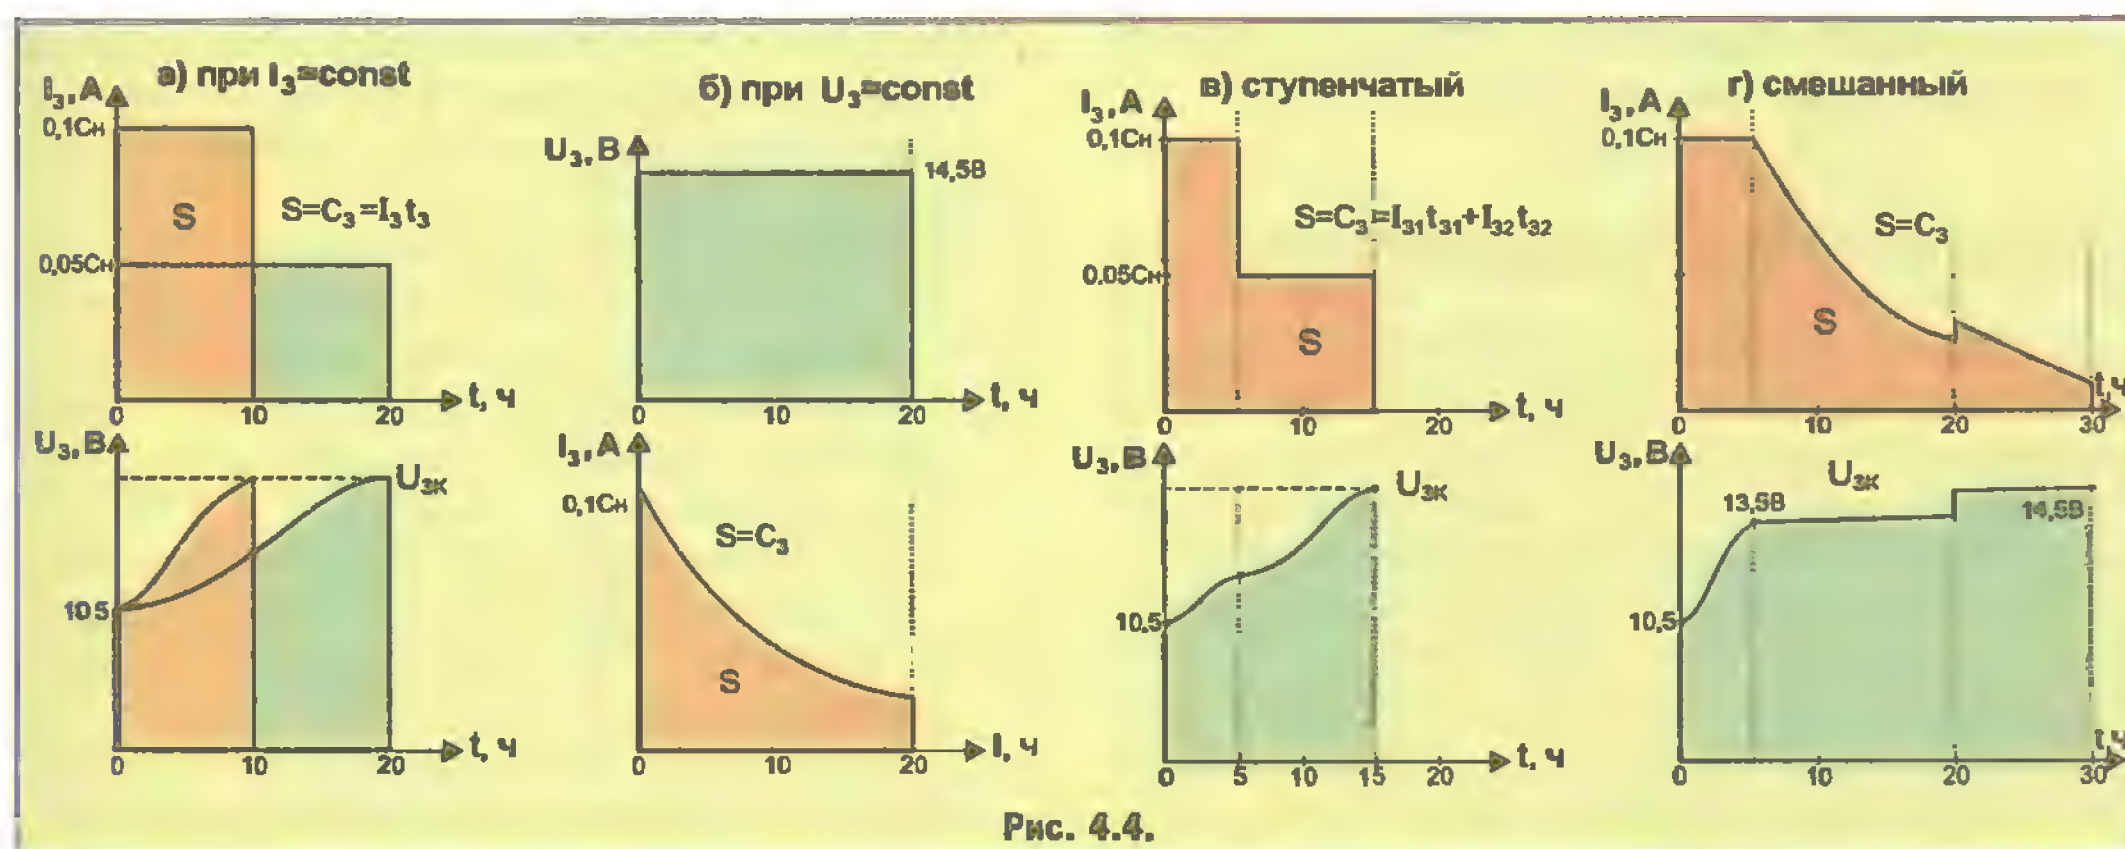 а) при I₃=const
I₃, А
0,1Сн
S
S=C₃=I₃t₃
0,05Сн
0 10 20 t, ч
U₃, В
Uзк
10,5
0 10 20 t, ч
б) при U₃=const
U₃, В
14,5В
0 10 20 t, ч
I₃, А
0,1Сн
S=C₃
S
0 10 20 t, ч
в) ступенчатый
I₃, А
0,1Сн
S=C₃=I₃₁t₃₁+I₃₂t₃₂
0.05Сн
S
0 10 20 t, ч
U₃, В
Uзк
10,5
0 5 10 15 20 t, ч
г) смешанный
I₃, А
0,1Сн
S=C₃
S
0 10 20 30 t, ч
U₃, В
Uзк
13,5В
14,5В
10,5
0 10 20 30 t, ч
Рис. 4.4.